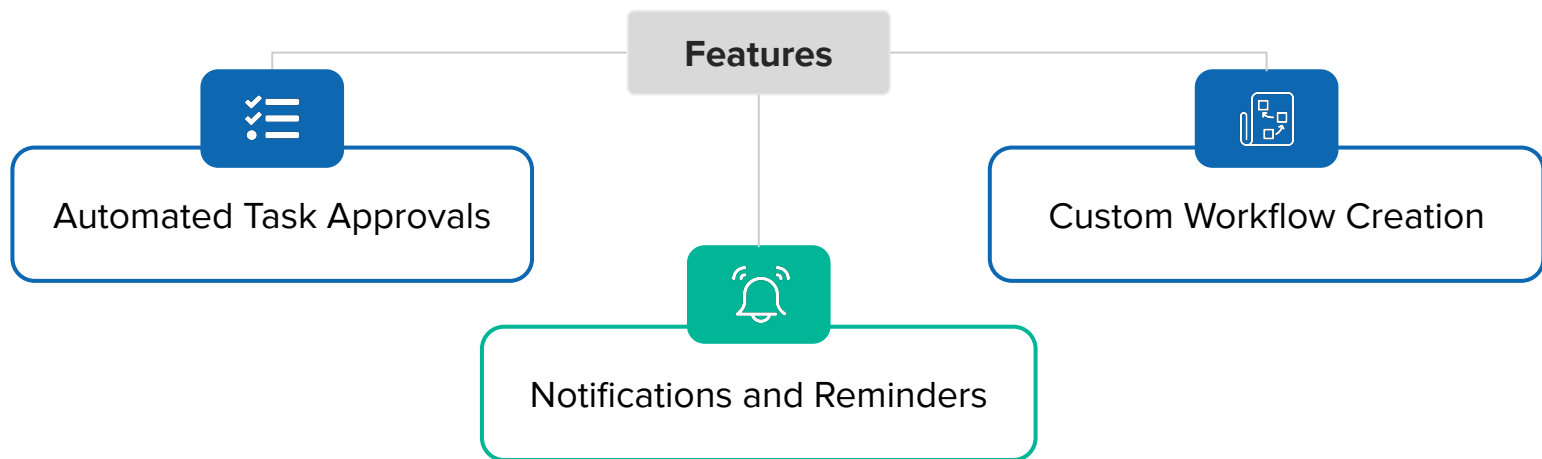 Features
Automated Task Approvals
Custom Workflow Creation
Notifications and Reminders